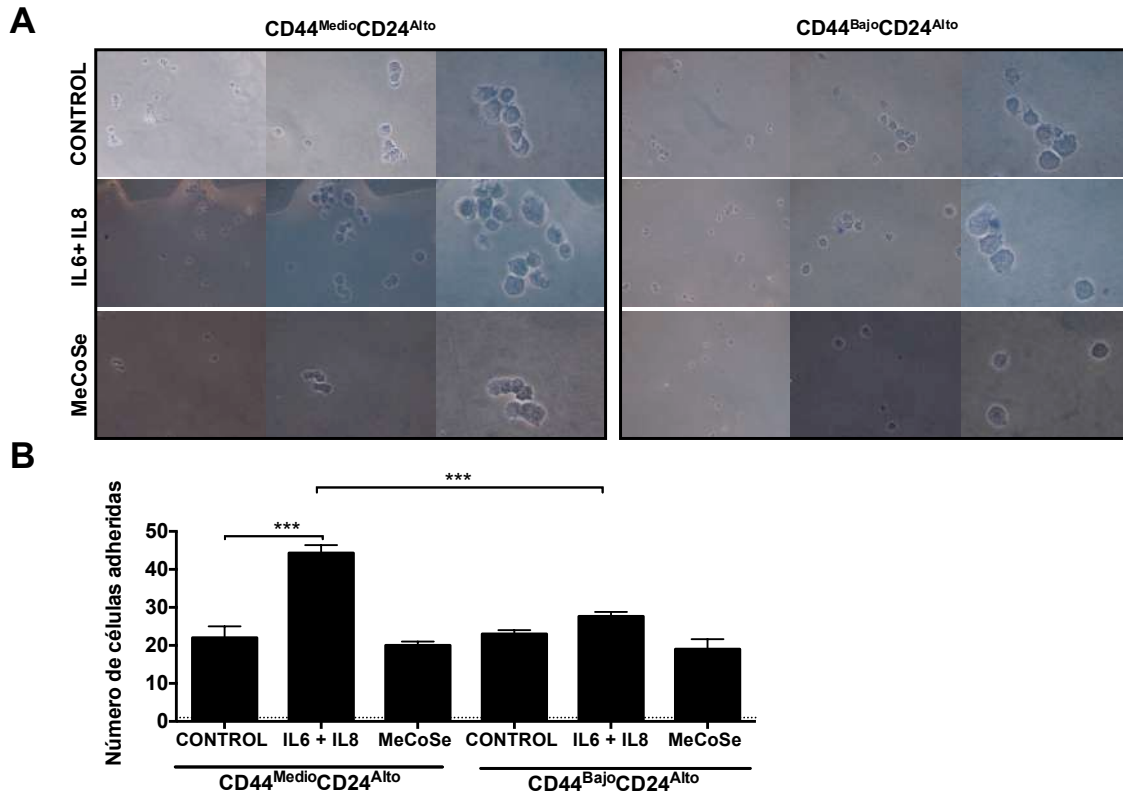 A
CD44MedioCD24Alto
CD44BajoCD24Alto
CONTROL
IL6+ IL8
MeCoSe
B
***
***
Número de células adheridas
50
40
30
20
10
0
CONTROL IL6 + IL8 MeCoSe CONTROL IL6 + IL8 MeCoSe
CD44MedioCD24Alto CD44BajoCD24Alto